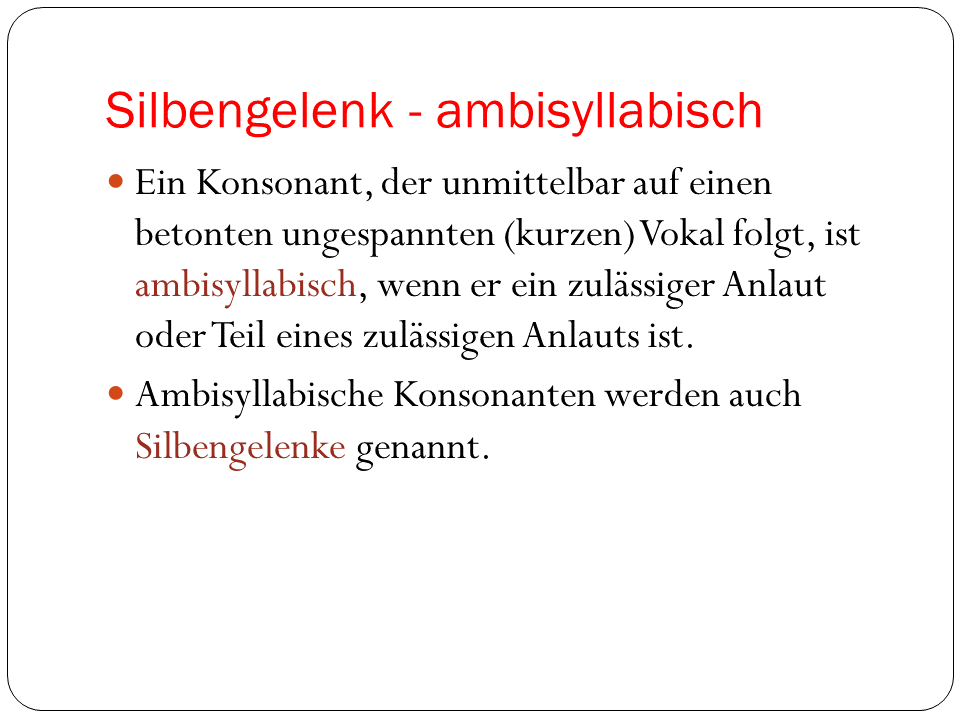 Silbengelenk - ambisyllabisch
Ein Konsonant, der unmittelbar auf einen
betonten ungespannten (kurzen) Vokal folgt, ist
ambisyllabisch, wenn er ein zulässiger Anlaut
oder Teil eines zulässigen Anlauts ist.
Ambisyllabische Konsonanten werden auch
Silbengelenke genannt.